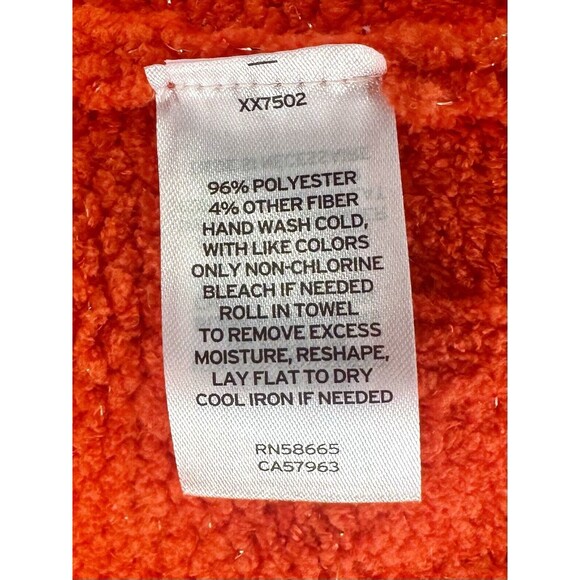 XX7502
96% POLYESTER
4% OTHER FIBER
HAND WASH COLD,
WITH LIKE COLORS
ONLY NON-CHLORINE
BLEACH IF NEEDED
ROLL IN TOWEL
TO REMOVE EXCESS
MOISTURE, RESHAPE,
LAY FLAT TO DRY
COOL IRON IF NEEDED
RN58665
CA57963